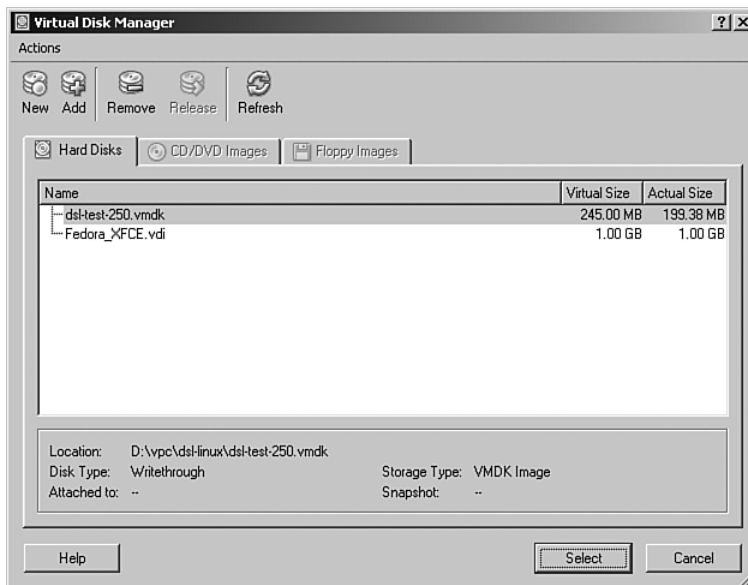 Virtual Disk Manager
Actions
New Add Remove Release Refresh
Hard Disks CD/DVD Images Floppy Images
Name Virtual Size Actual Size
dsl-test-250.vmdk 245.00 MB 199.38 MB
Fedora_XFCE.vdi 1.00 GB 1.00 GB
Location: D:\vpc\dsl-linux\dsl-test-250.vmdk
Disk Type: Writethrough Storage Type: VMDK Image
Attached to: -- Snapshot: --
Help Select Cancel